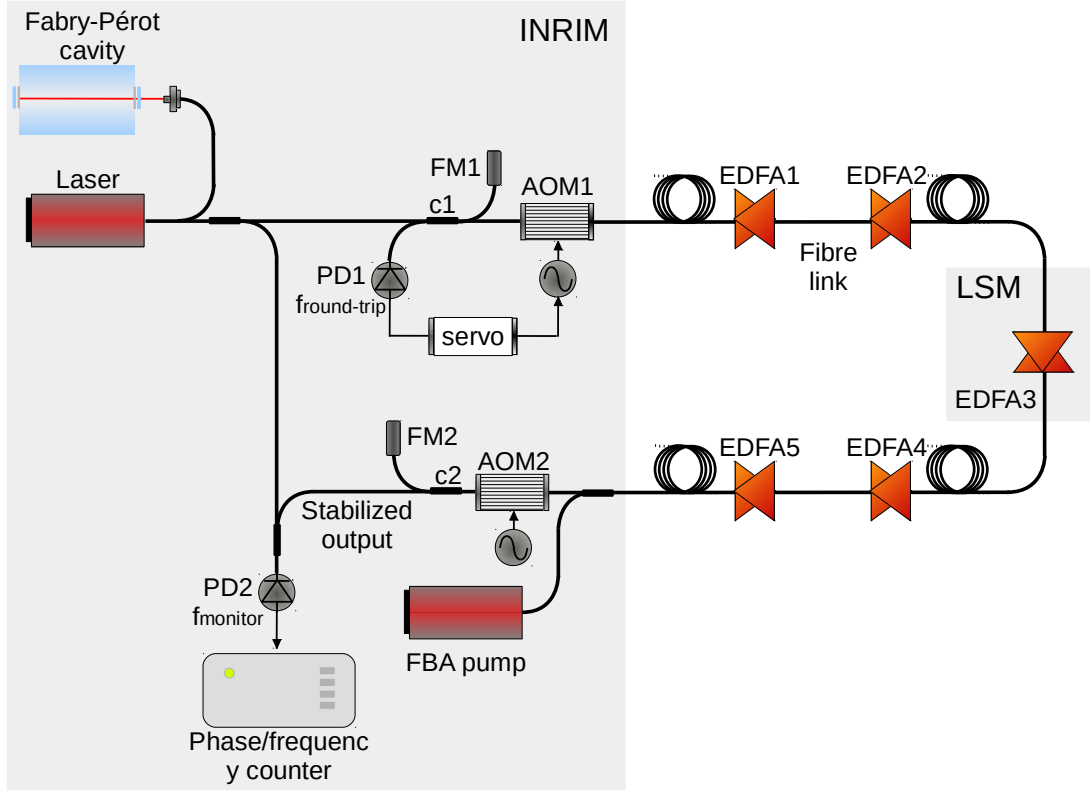 Fabry-Pérot
cavity
INRIM
Laser
FM1
c1
AOM1
EDFA1
EDFA2
Fibre
link
PD1
fround-trip
servo
LSM
EDFA3
FM2
c2
AOM2
EDFA5
EDFA4
Stabilized
output
PD2
fmonitor
FBA pump
Phase/frequenc
y counter